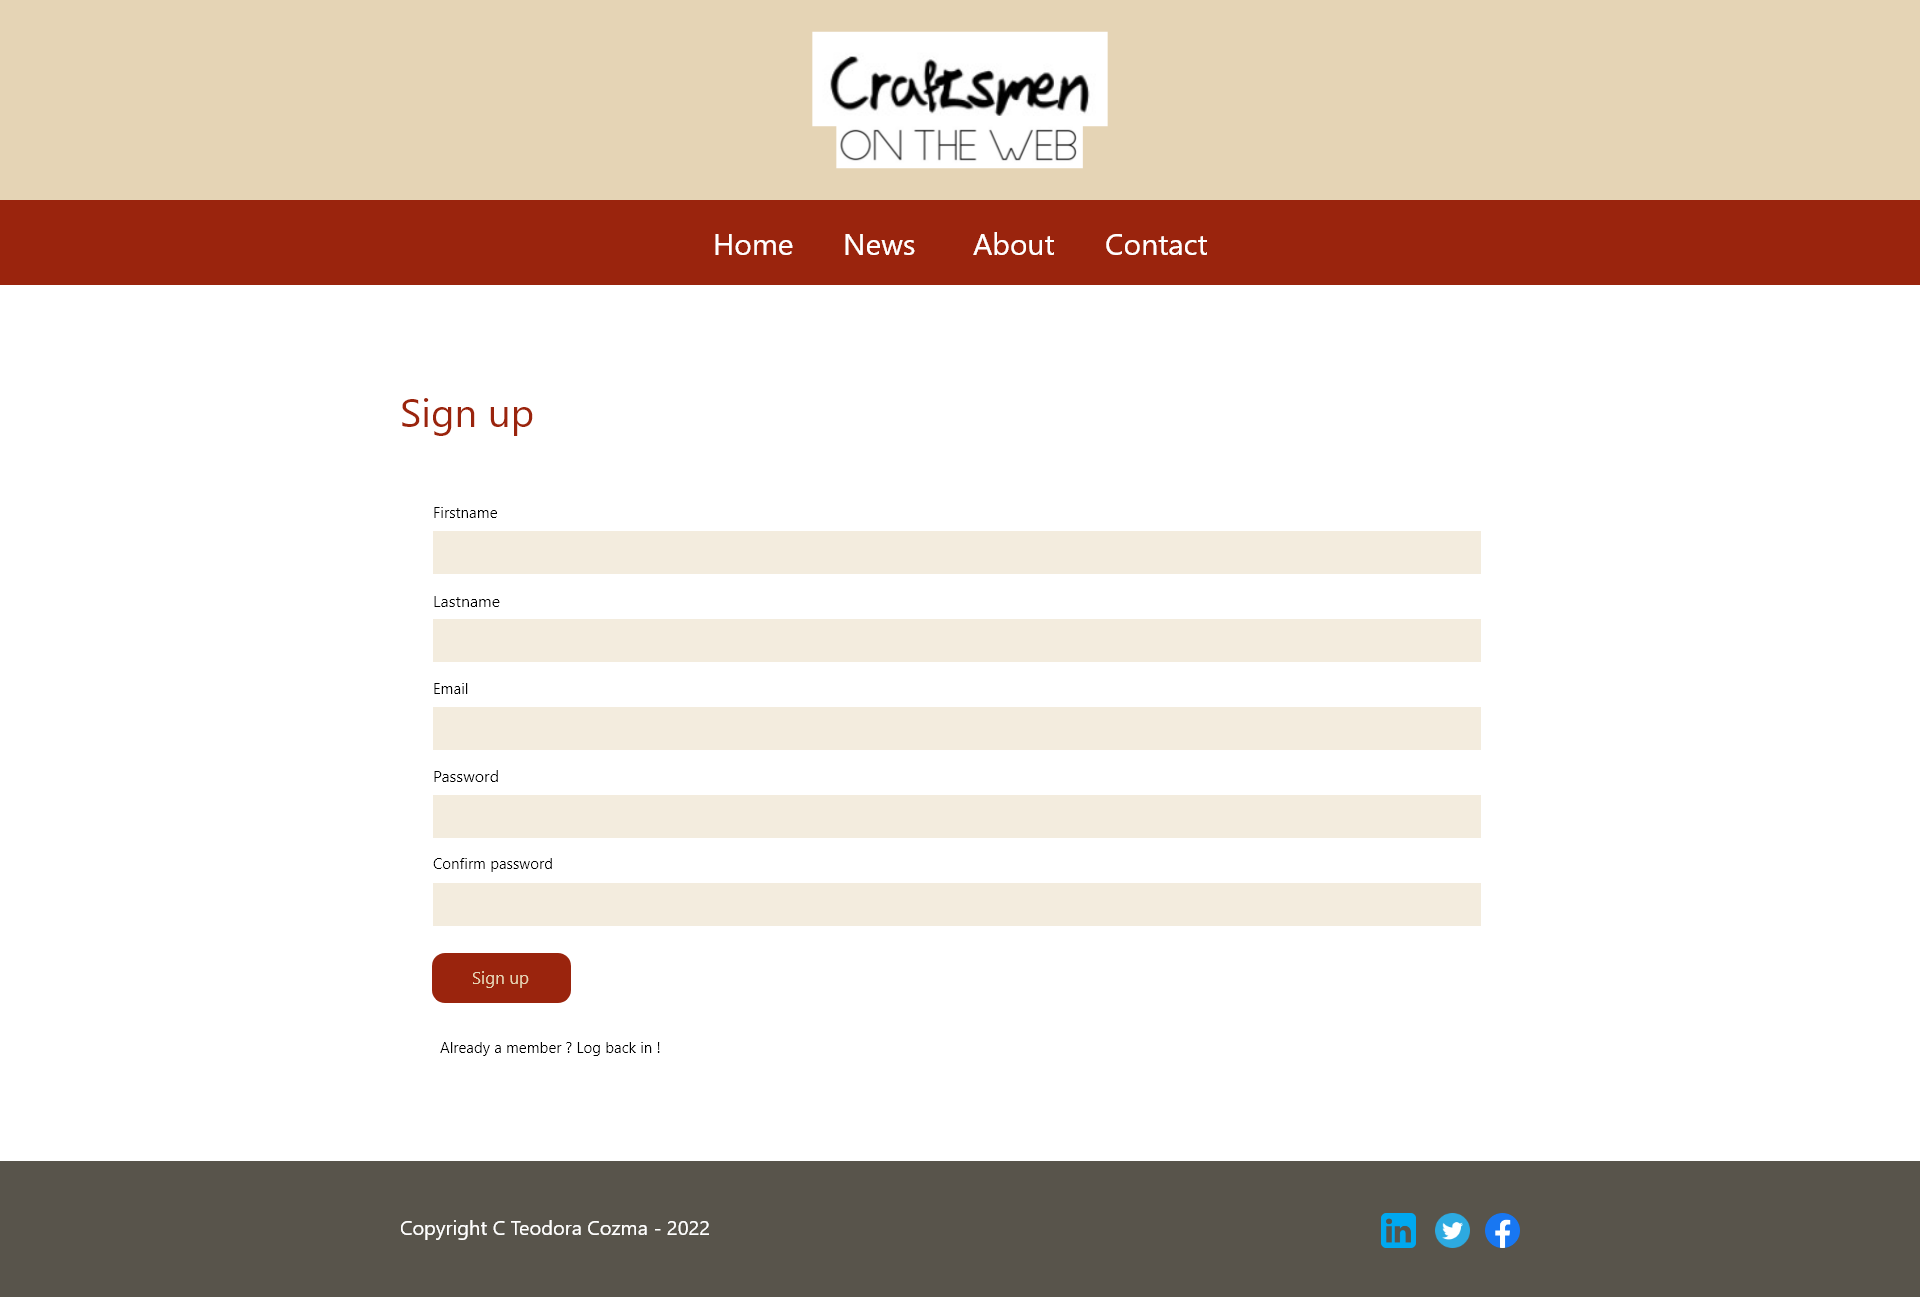 Craftsmen
ON THE WEB
Home News About Contact
Sign up
Firstname
Lastname
Email
Password
Confirm password
Sign up
Already a member ? Log back in !
Copyright C Teodora Cozma - 2022
in